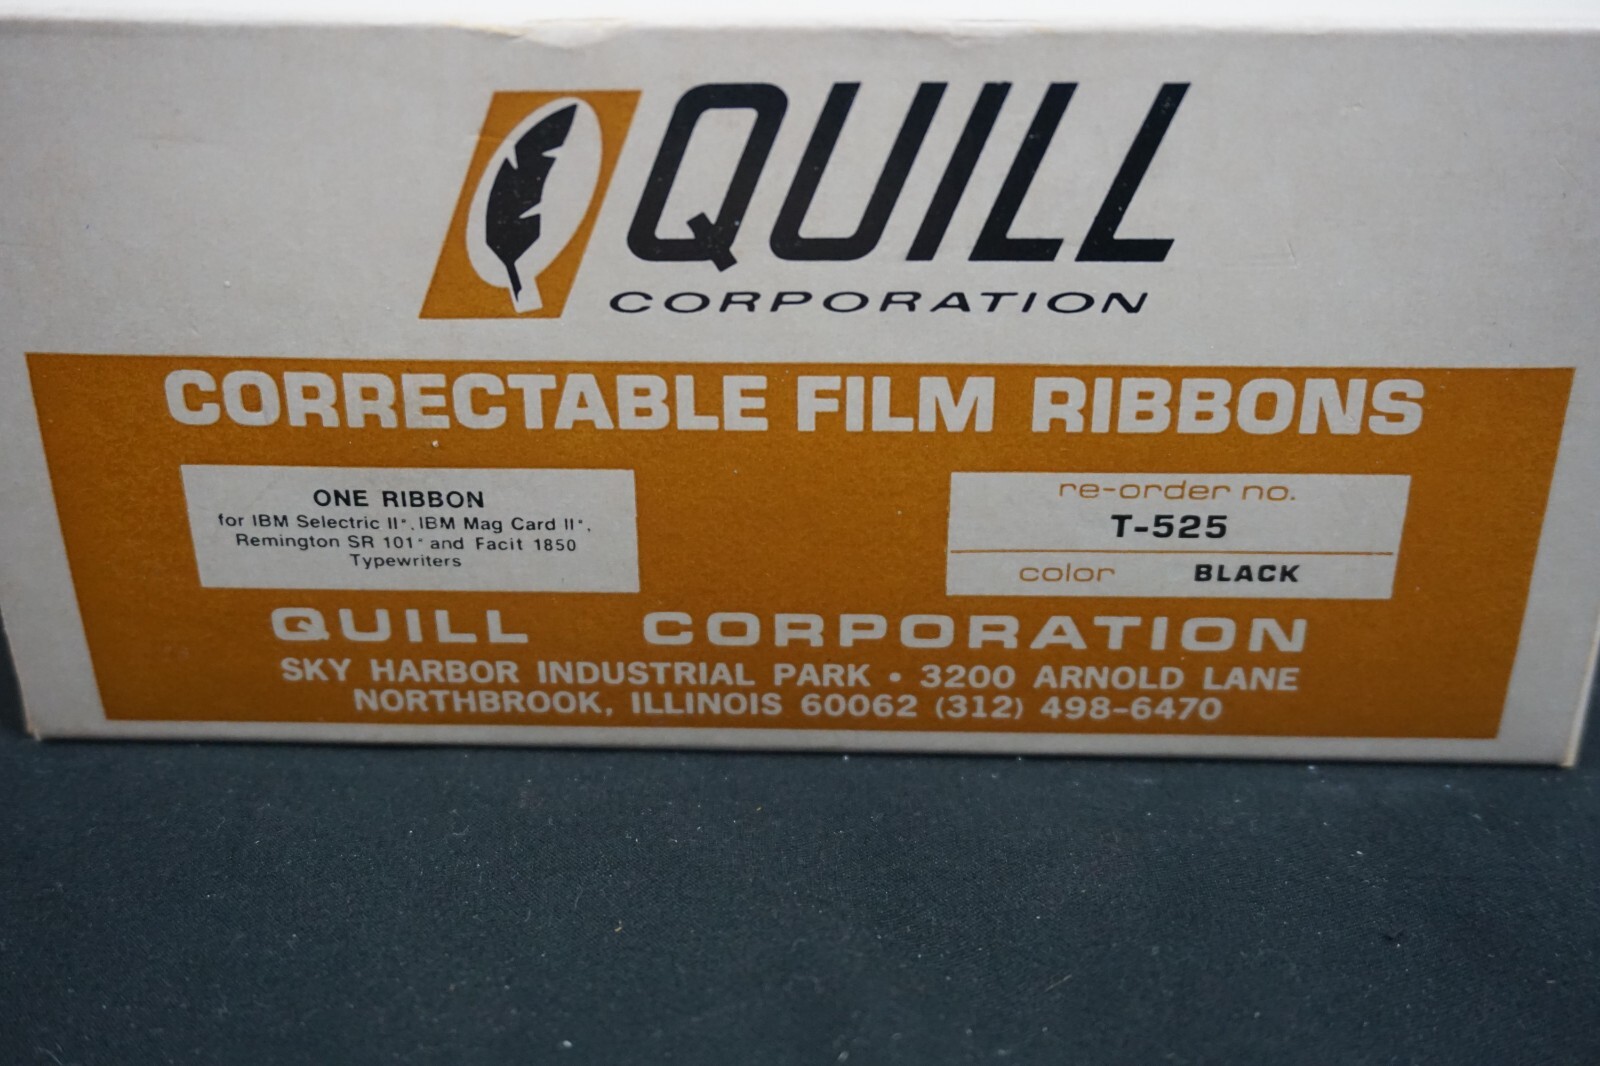 QUILL
CORPORATION
CORRECTABLE FILM RIBBONS
ONE RIBBON
for IBM Selectric II*, IBM Mag Card II*,
Remington SR 101* and Facit 1850
Typewriters
re-order no.
T-525
color BLACK
QUILL CORPORATION
SKY HARBOR INDUSTRIAL PARK • 3200 ARNOLD LANE
NORTHBROOK, ILLINOIS 60062 (312) 498-6470